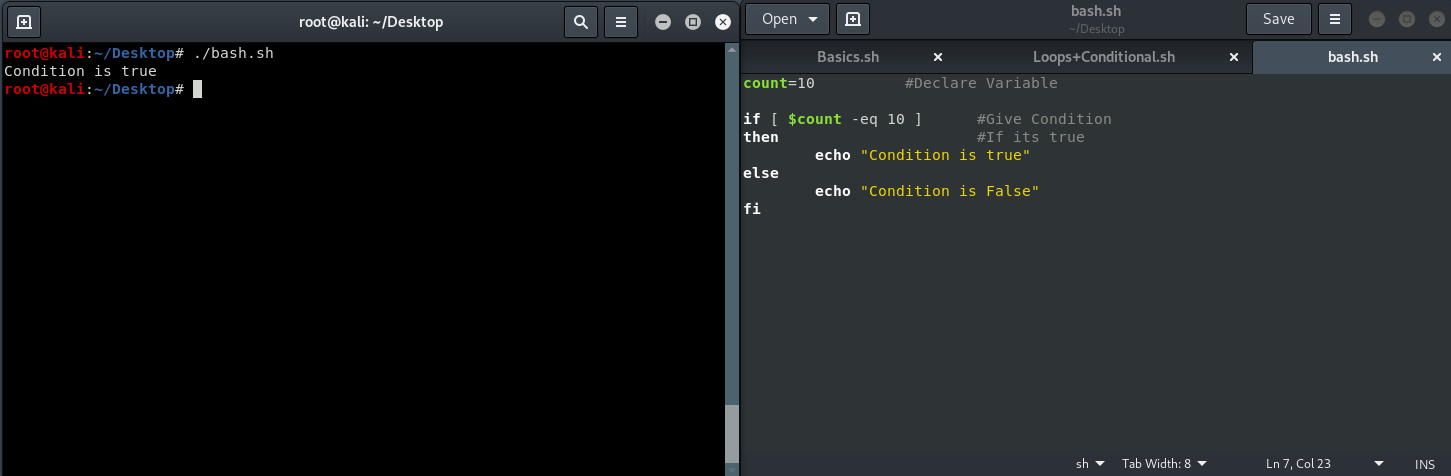 root@kali: ~/Desktop
root@kali:~/Desktop# ./bash.sh
Condition is true
root@kali:~/Desktop#
Open
bash.sh
~/Desktop
Save
Basics.sh
Loops+Conditional.sh
bash.sh
count=10 #Declare Variable
if [ $count -eq 10 ] #Give Condition
then #If its true
echo "Condition is true"
else
echo "Condition is False"
fi
sh Tab Width: 8 Ln 7, Col 23 INS